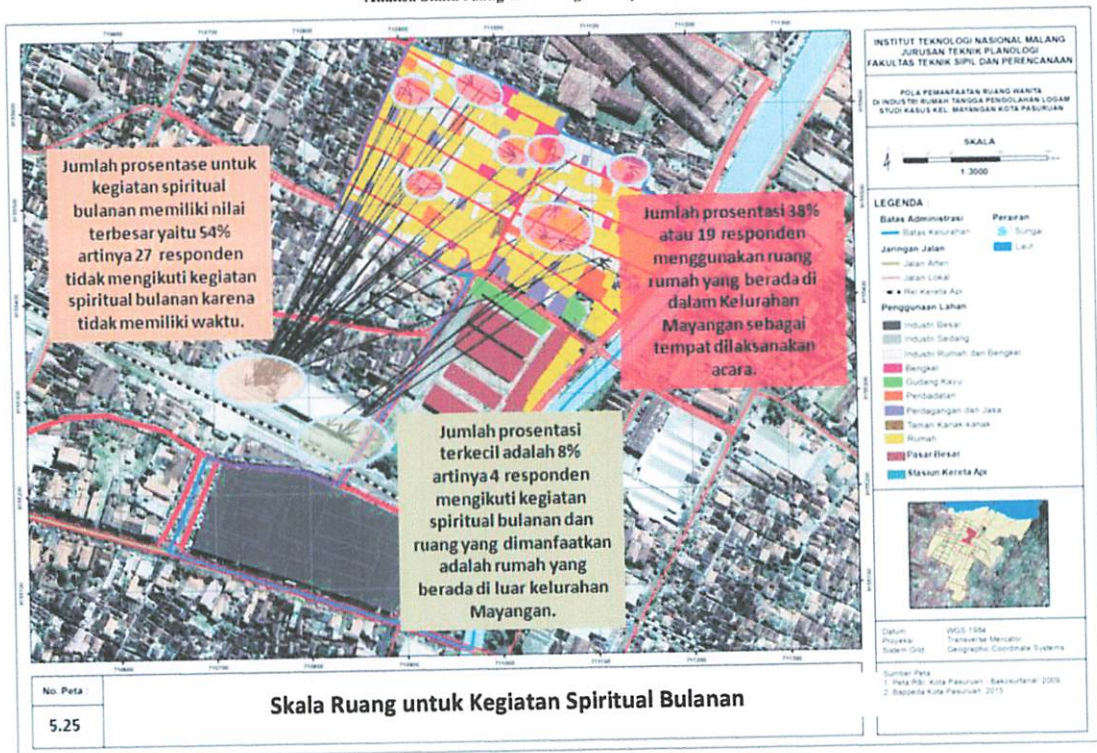 INSTITUT TEKNOLOGI NASIONAL MALANG
JURUSAN TEKNIK PLANOLOGI
FAKULTAS TEKNIK SIPIL DAN PERENCANAAN
POLA PEMANFAATAN RUANG WANITA
DI INDUSTRI RUMAH TANGGA PENGOLAHAN LOGAM
STUDI KASUS KEL. MAYANGAN KOTA PASURUAN
SKALA
1:3000
LEGENDA :
Batas Administrasi
Batas Kelurahan
Jaringan Jalan
Jalan Arteri
Jalan Lokal
Rel Kereta Api
Perairan
Sungai
Laut
Penggunaan Lahan
Industri Besar
Industri Sedang
Industri Rumah dan Bengkel
Bengkel
Gudang Kayu
Peribadatan
Perdagangan dan Jasa
Taman Kanak-kanak
Rumah
Pasar Besar
Stasiun Kereta Api
Datum WGS 1984
Proyeksi Transverse Mercator
Sistem Grid Geographic Coordinate Systems
Sumber Peta
1. Peta RBI Kota Pasuruan - Bakosurtanal 2009
2. Bappeda Kota Pasuruan 2015
Jumlah prosentase untuk
kegiatan spiritual
bulanan memiliki nilai
terbesar yaitu 54%
artinya 27 responden
tidak mengikuti kegiatan
spiritual bulanan karena
tidak memiliki waktu.
Jumlah prosentasi 38%
atau 19 responden
menggunakan ruang
rumah yang berada di
dalam Kelurahan
Mayangan sebagai
tempat dilaksanakan
acara.
Jumlah prosentasi
terkecil adalah 8%
artinya 4 responden
mengikuti kegiatan
spiritual bulanan dan
ruang yang dimanfaatkan
adalah rumah yang
berada di luar kelurahan
Mayangan.
No. Peta :
5.25
Skala Ruang untuk Kegiatan Spiritual Bulanan